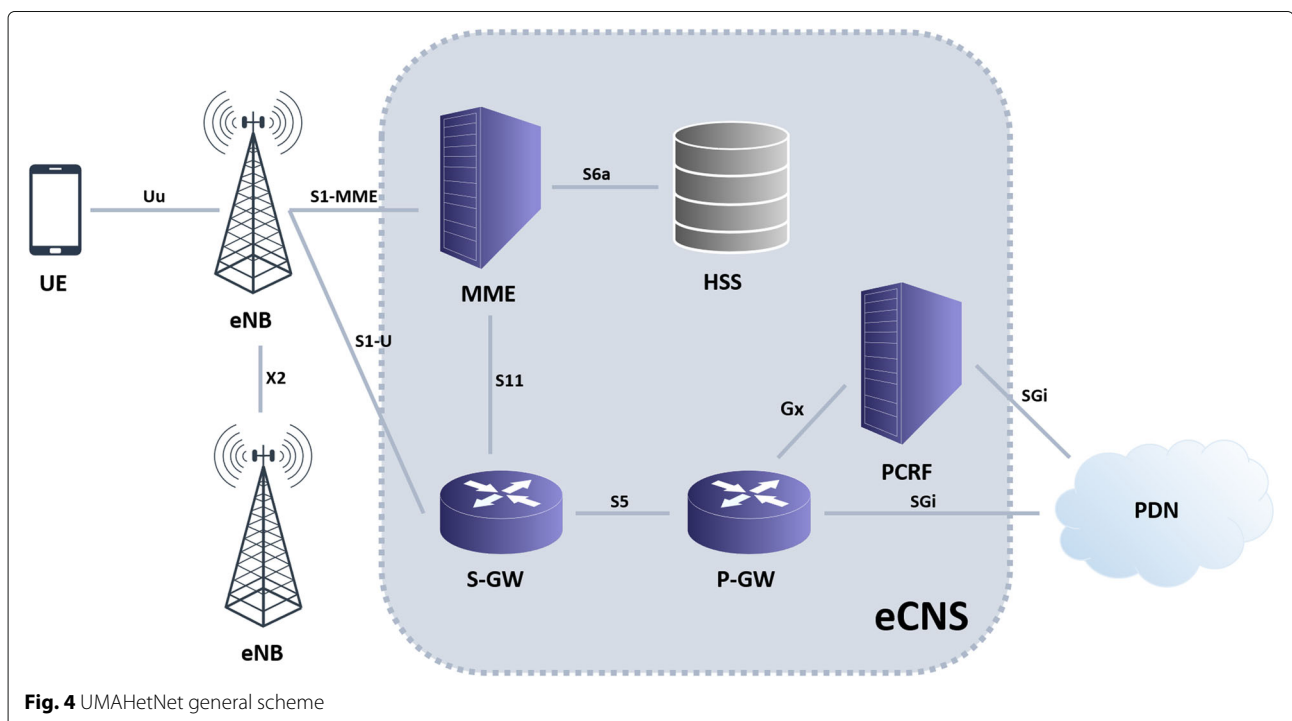 Uu
S1-MME
S6a
UE
eNB
MME
HSS
S1-U
X2
S11
Gx
SGi
PCRF
S5
SGi
PDN
S-GW
P-GW
eCNS
eNB
Fig. 4 UMAHetNet general scheme